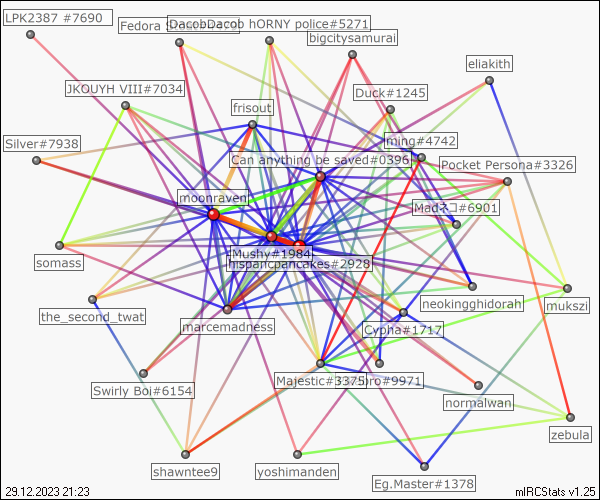 LPK2387 #7690
Fedora
DacobDacob hORNY police#5271
bigcitysamurai
eliakith
JKOUYH VIII#7034
Duck#1245
frisout
ming#4742
Silver#7938
Can anything be saved#0396
Pocket Persona#3326
moonraven
Madネコ#6901
Mushy#1984
somass
hispanicpancakes#2928
neokingghidorah
mukszi
the_second_twat
marcemadness
Cypha#1717
Swirly Boi#6154
Majestic#3375
oro#9971
normalwan
zebula
shawntee9
yoshimanden
Eg.Master#1378
29.12.2023 21:23
mIRCStats v1.25